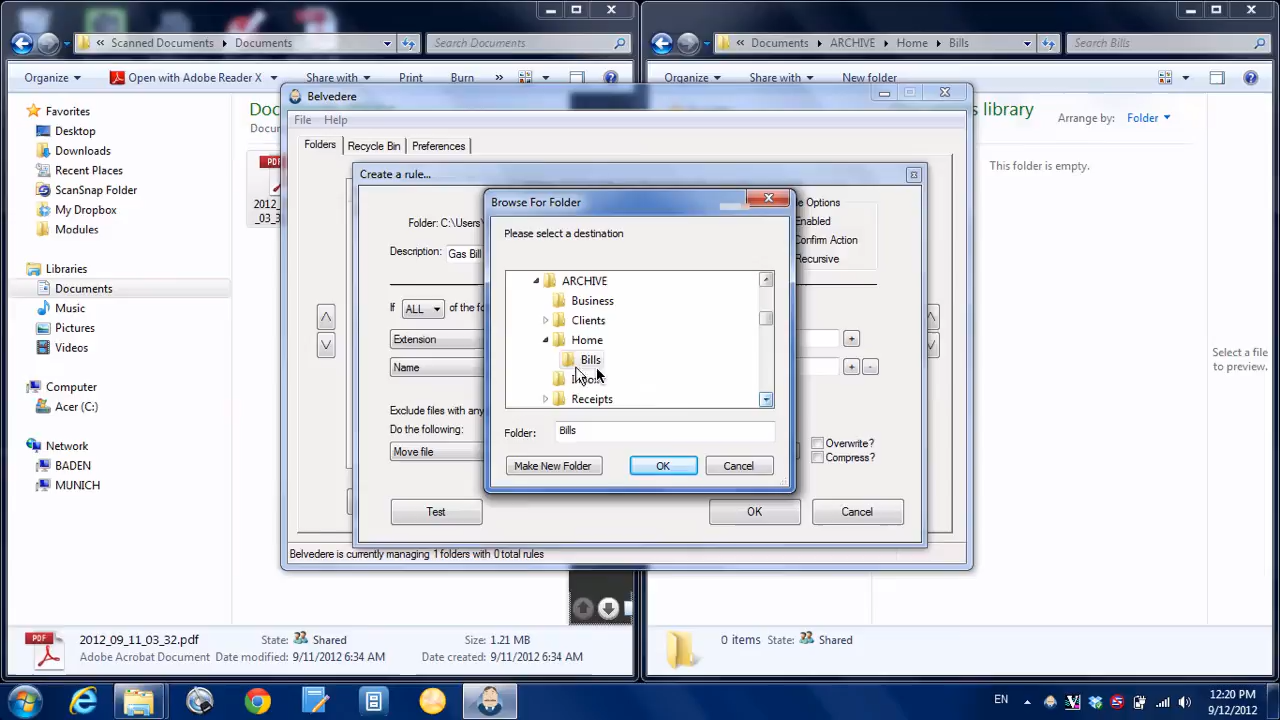 Scanned Documents Documents
Search Documents
Documents ARCHIVE Home Bills
Search Bills
Organize Open with Adobe Reader X Share with Print Burn »
Organize Share with New folder
Favorites
Desktop
Downloads
Recent Places
ScanSnap Folder
My Dropbox
Modules
Libraries
Documents
Music
Pictures
Videos
Computer
Acer (C:)
Network
BADEN
MUNICH
PDF
2012_
_03_3
s library
Arrange by: Folder
This folder is empty.
Select a file
to preview.
Belvedere
File Help
Folders Recycle Bin Preferences
Create a rule...
Folder: C:\Users\
Description: Gas Bill
Enabled
Confirm Action
Recursive
If ALL of the fo
Extension
Name
+
+ -
Exclude files with any
Do the following:
Move file
Overwrite?
Compress?
Test OK Cancel
Belvedere is currently managing 1 folders with 0 total rules
Browse For Folder
Please select a destination
ARCHIVE
Business
Clients
Home
Bills
Receipts
Folder: Bills
Make New Folder OK Cancel
PDF
2012_09_11_03_32.pdf State: Shared Size: 1.21 MB
Adobe Acrobat Document Date modified: 9/11/2012 6:34 AM Date created: 9/11/2012 6:34 AM
0 items State: Shared
EN
12:20 PM
9/12/2012